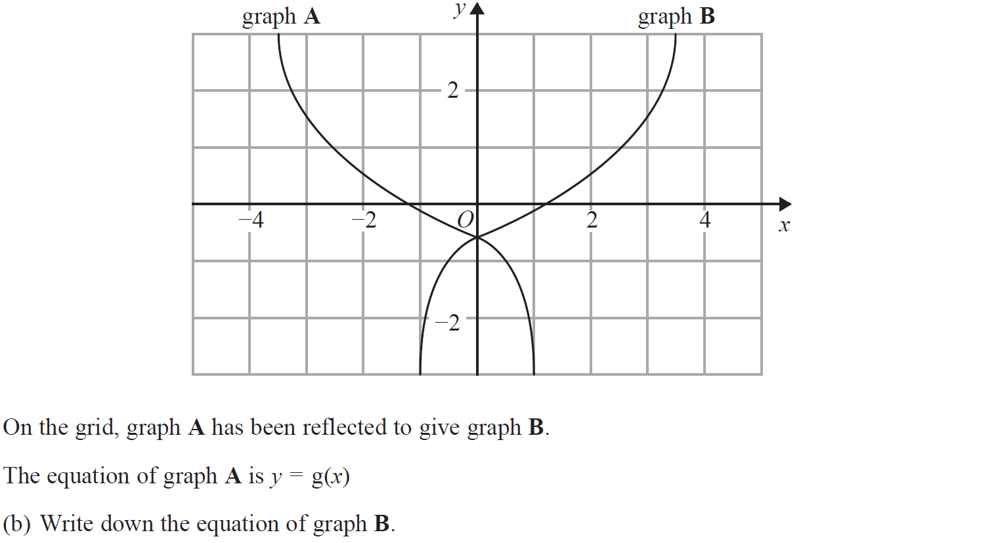 graph A
y
graph B
2
−4
−2
O
2
4
x
−2
On the grid, graph A has been reflected to give graph B.
The equation of graph A is y = g(x)
(b) Write down the equation of graph B.